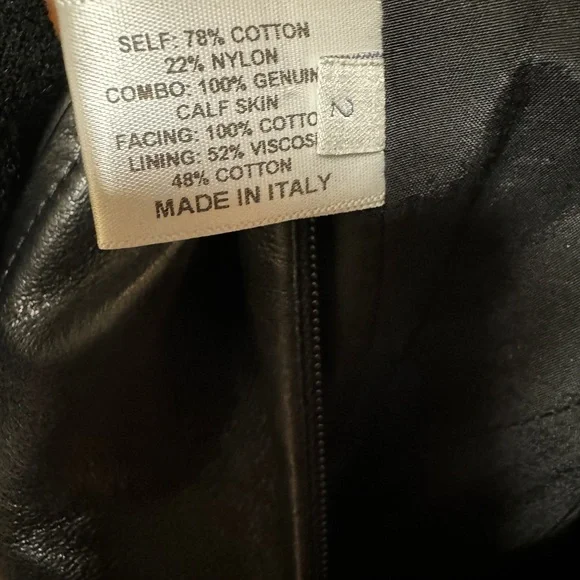 SELF: 78% COTTON
22% NYLON
COMBO: 100% GENUIN
CALF SKIN
FACING: 100% COTTO
LINING: 52% VISCOS
48% COTTON
MADE IN ITALY
2